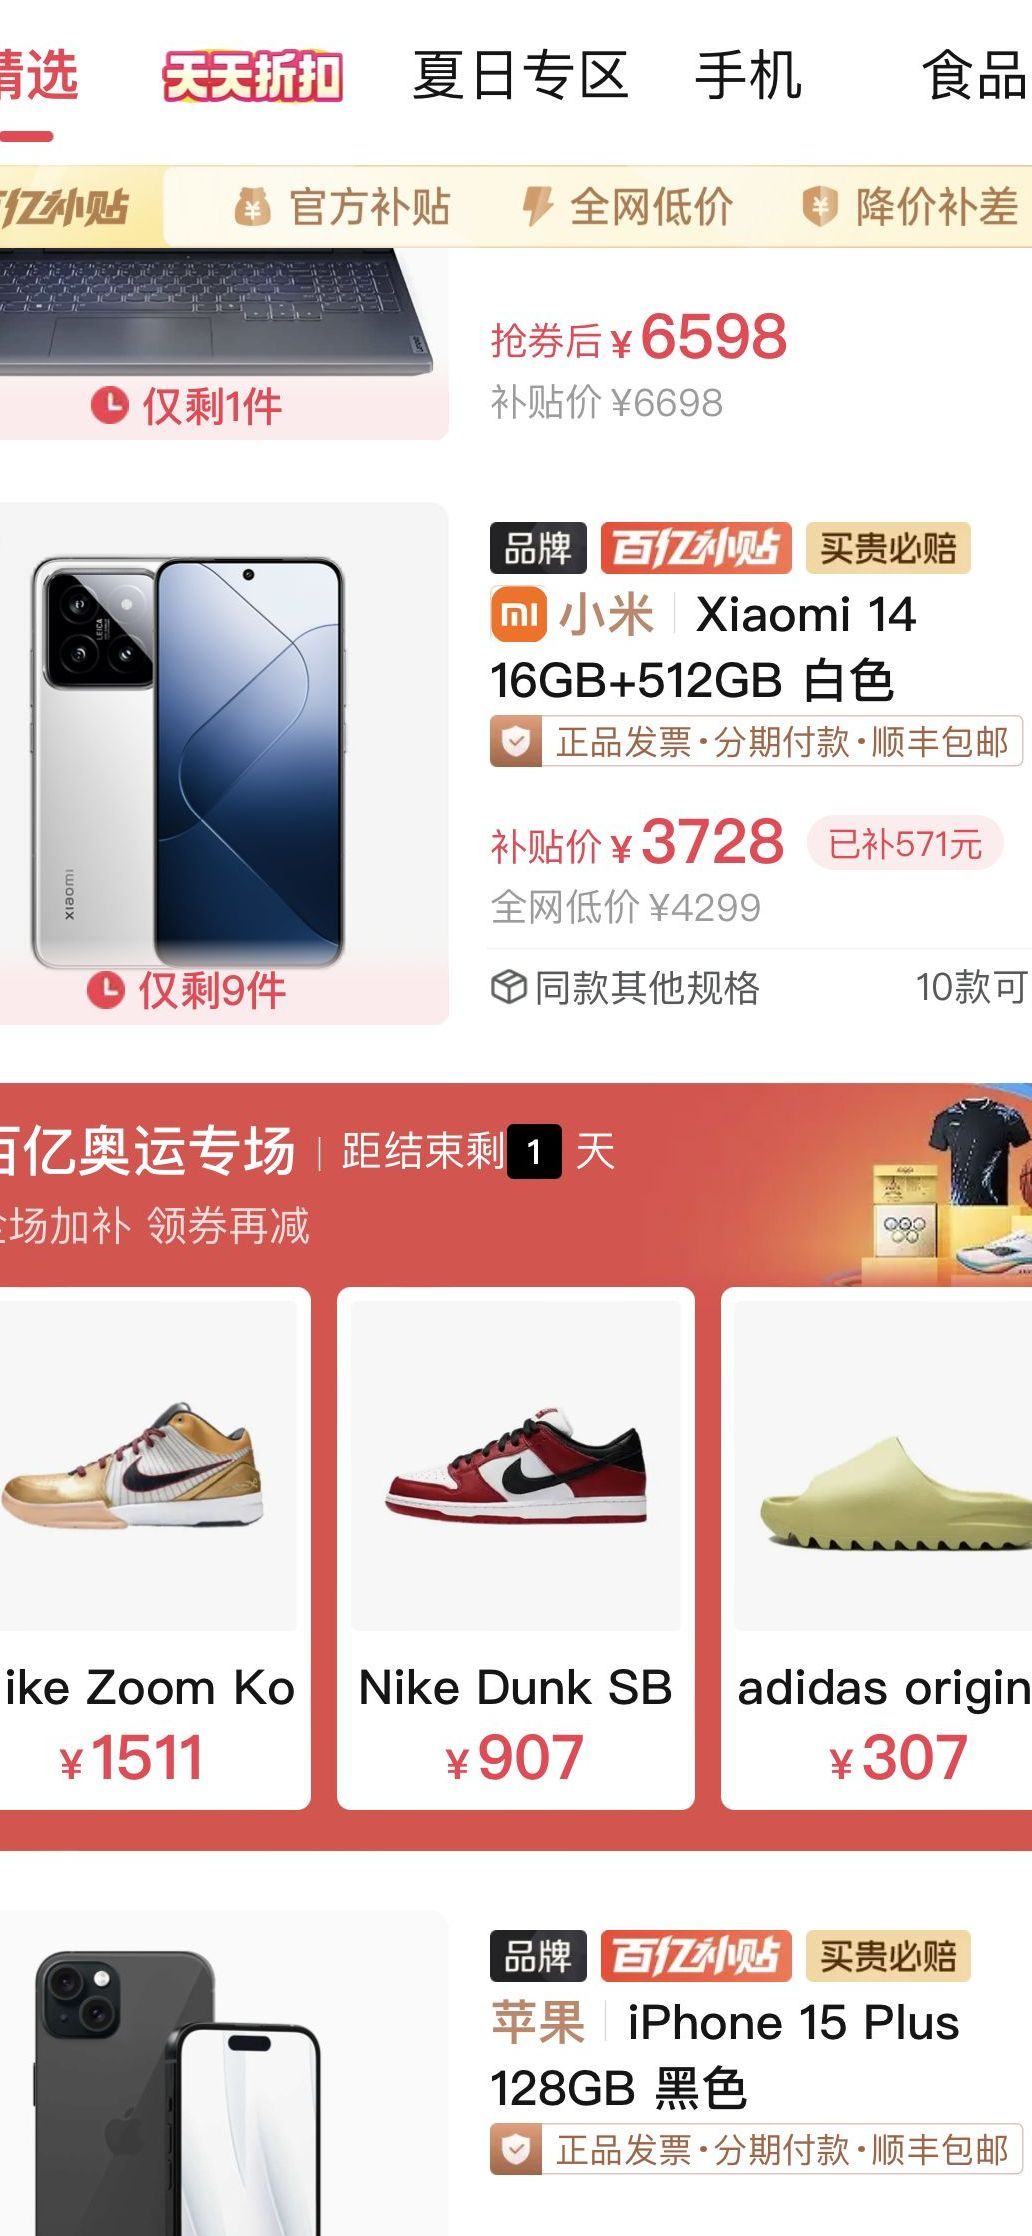 精选 天天折扣 夏日专区 手机 食品
百亿补贴 官方补贴 全网低价 降价补差
抢券后 ¥6598
补贴价 ¥6698
仅剩1件
品牌 百亿补贴 买贵必赔
小米 Xiaomi 14
16GB+512GB 白色
正品发票·分期付款·顺丰包邮
补贴价 ¥3728 已补571元
全网低价 ¥4299
仅剩9件
同款其他规格 10款可
LEICA
xiaomi
百亿奥运专场 距结束剩 1 天
全场加补 领券再减
ike Zoom Ko
¥1511
Nike Dunk SB
¥907
adidas origin
¥307
品牌 百亿补贴 买贵必赔
苹果 iPhone 15 Plus
128GB 黑色
正品发票·分期付款·顺丰包邮